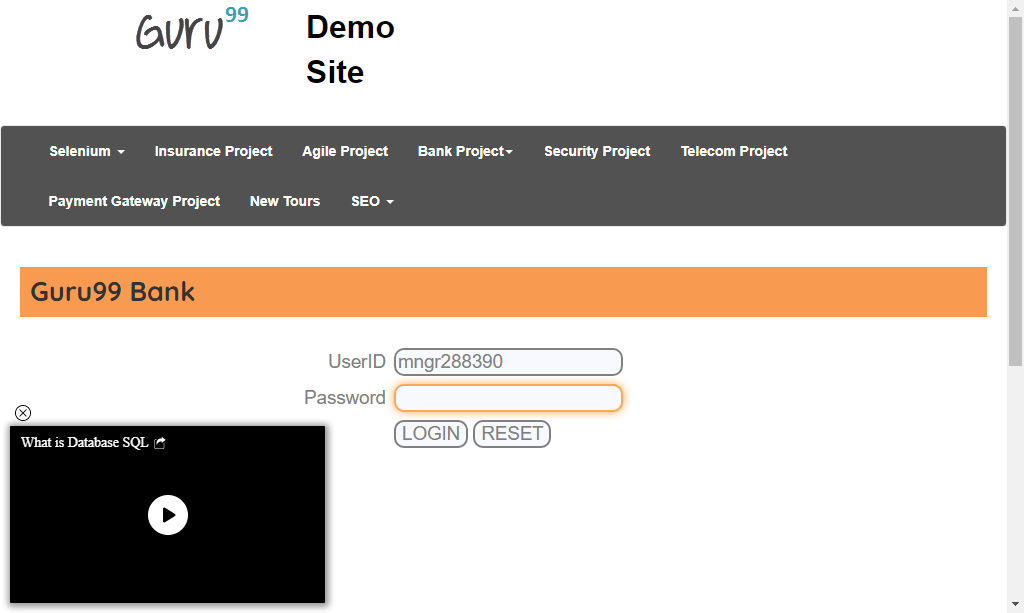 Guru99
Demo
Site
Selenium Insurance Project Agile Project Bank Project Security Project Telecom Project
Payment Gateway Project New Tours SEO
Guru99 Bank
UserID mngr288390
Password
LOGIN RESET
What is Database SQL